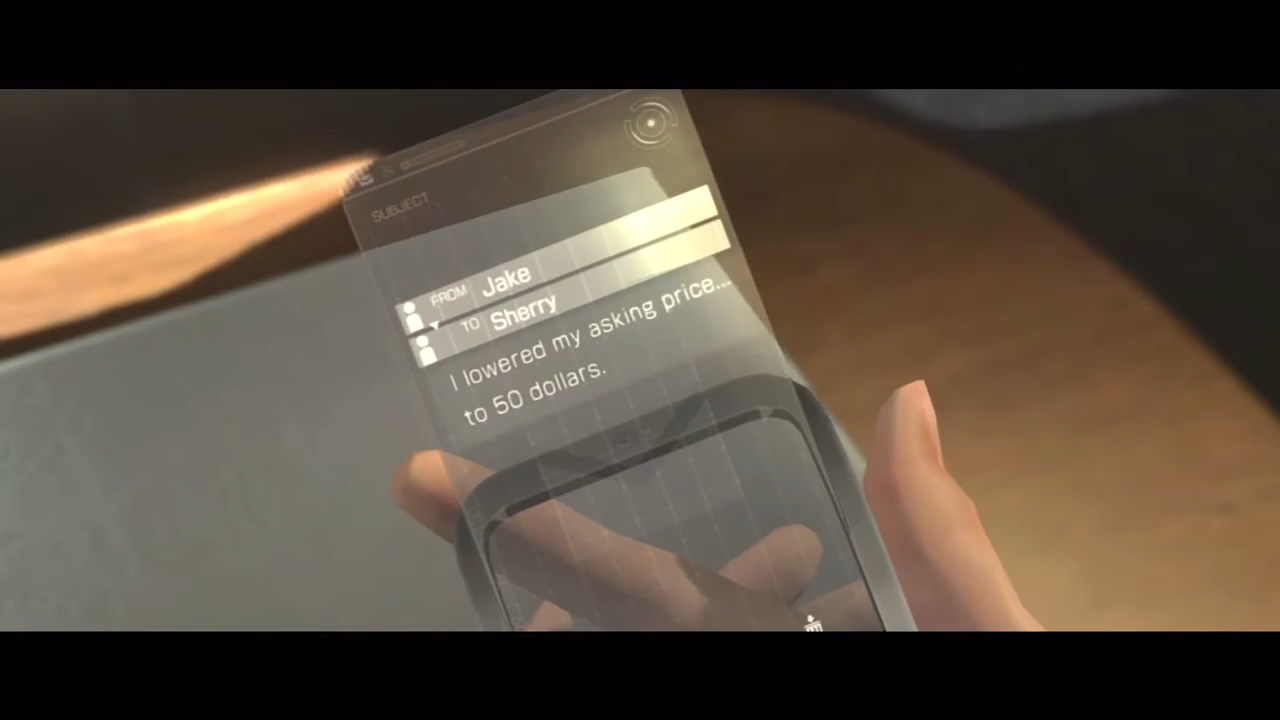 SUBJECT
FROM Jake
TO Sherry
I lowered my asking price...
to 50 dollars.